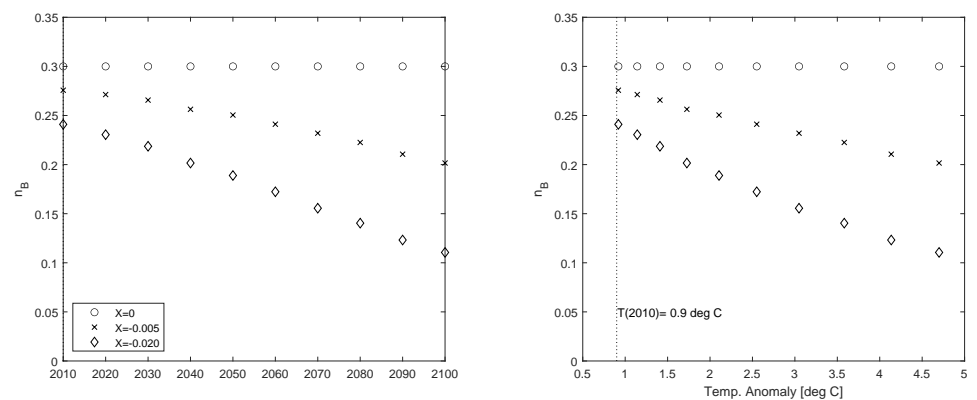 0.35
0.3
0.25
0.2
0.15
0.1
0.05
0
n_B
2010 2020 2030 2040 2050 2060 2070 2080 2090 2100
X=0
X=-0.005
X=-0.020
0.35
0.3
0.25
0.2
0.15
0.1
0.05
0
n_B
T(2010)= 0.9 deg C
0.5 1 1.5 2 2.5 3 3.5 4 4.5 5
Temp. Anomaly [deg C]